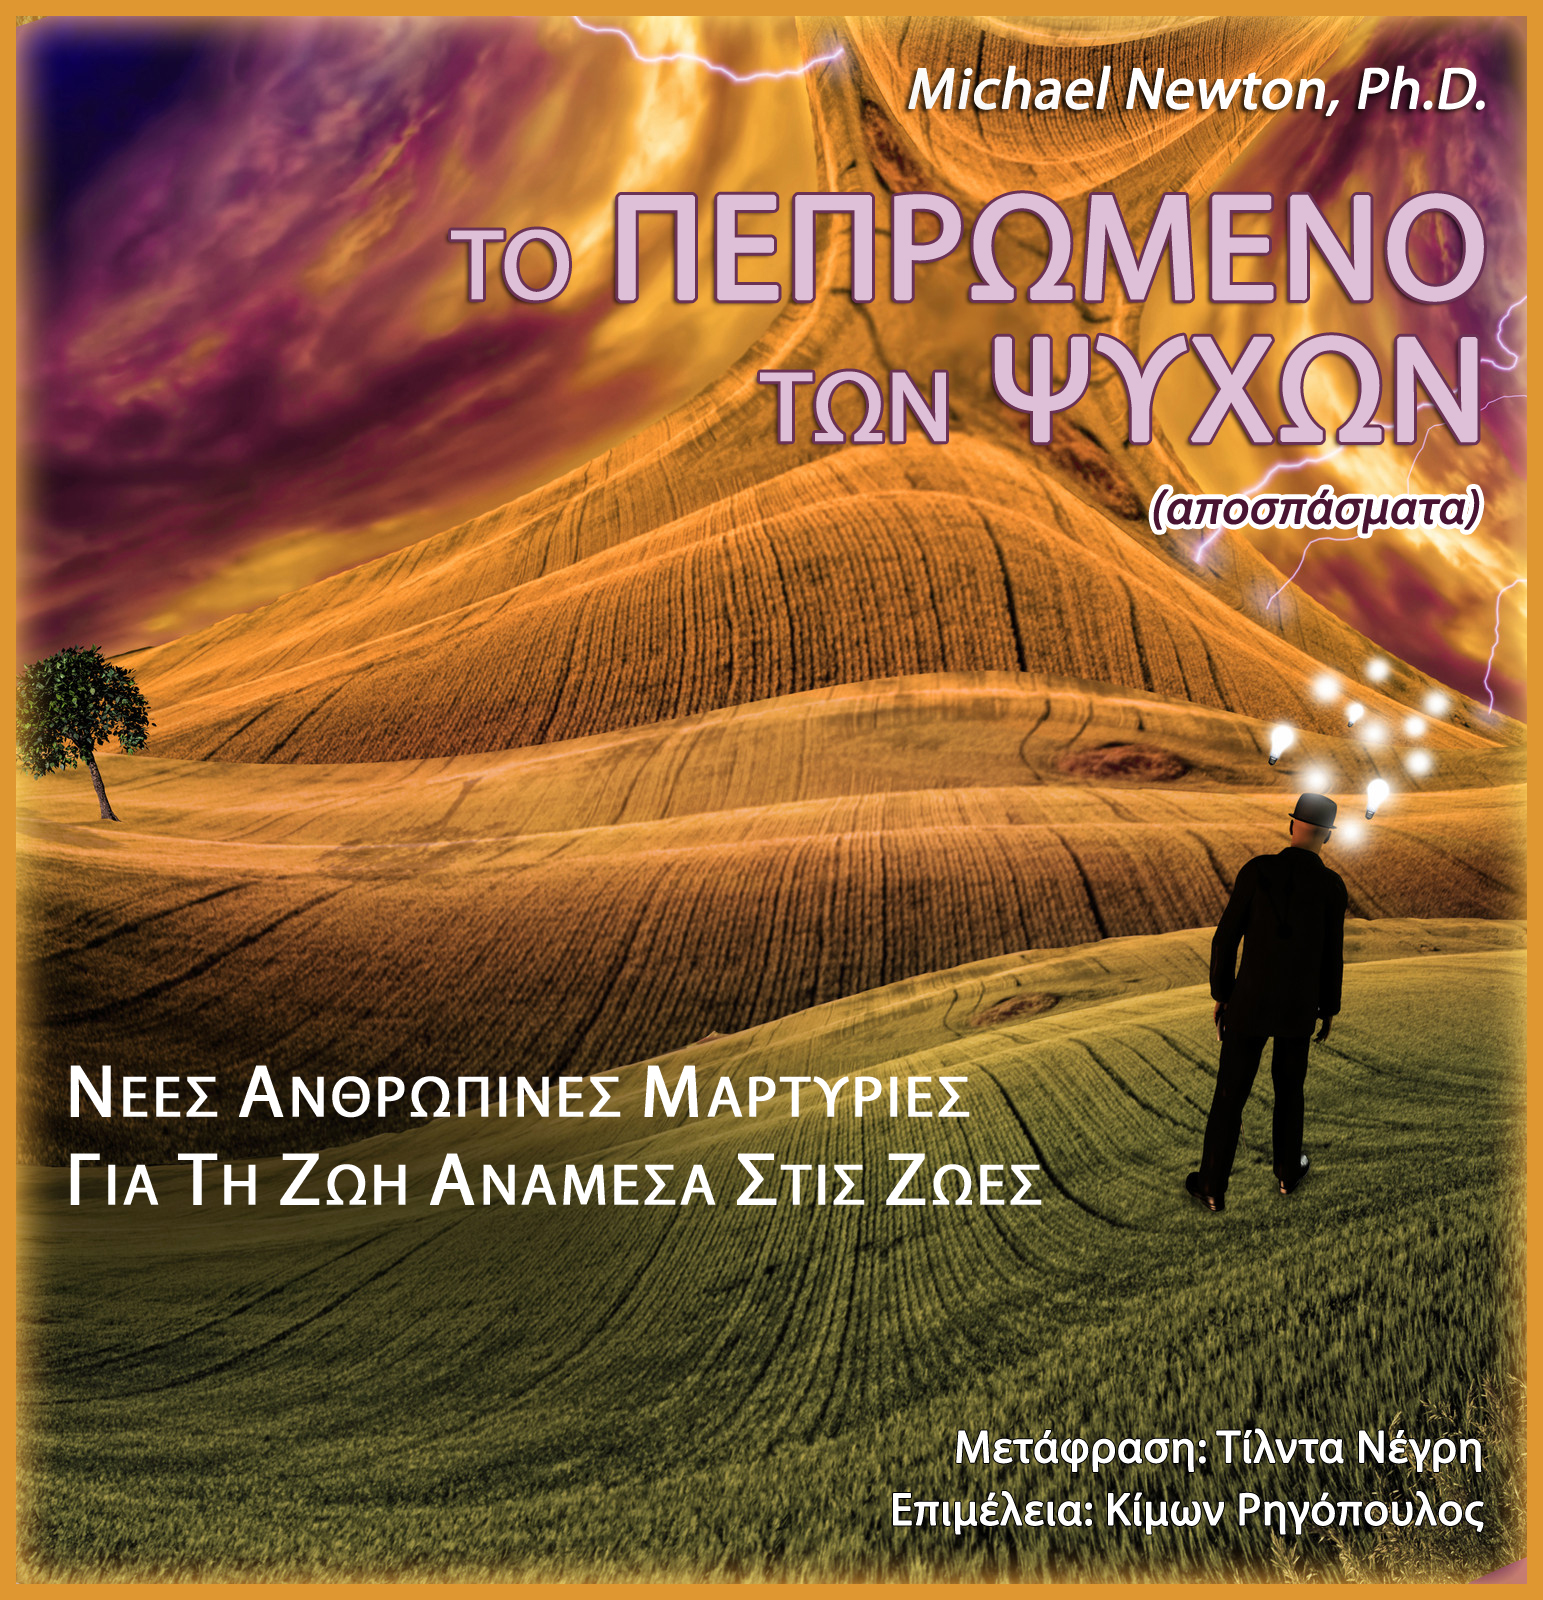 Michael Newton, Ph.D.
ΤΟ ΠΕΠΡΩΜΕΝΟ
ΤΩΝ ΨΥΧΩΝ
(αποσπάσματα)
ΝΕΕΣ ΑΝΘΡΩΠΙΝΕΣ ΜΑΡΤΥΡΙΕΣ
ΓΙΑ ΤΗ ΖΩΗ ΑΝΑΜΕΣΑ ΣΤΙΣ ΖΩΕΣ
Μετάφραση: Τίλντα Νέγρη
Επιμέλεια: Κίμων Ρηγόπουλος